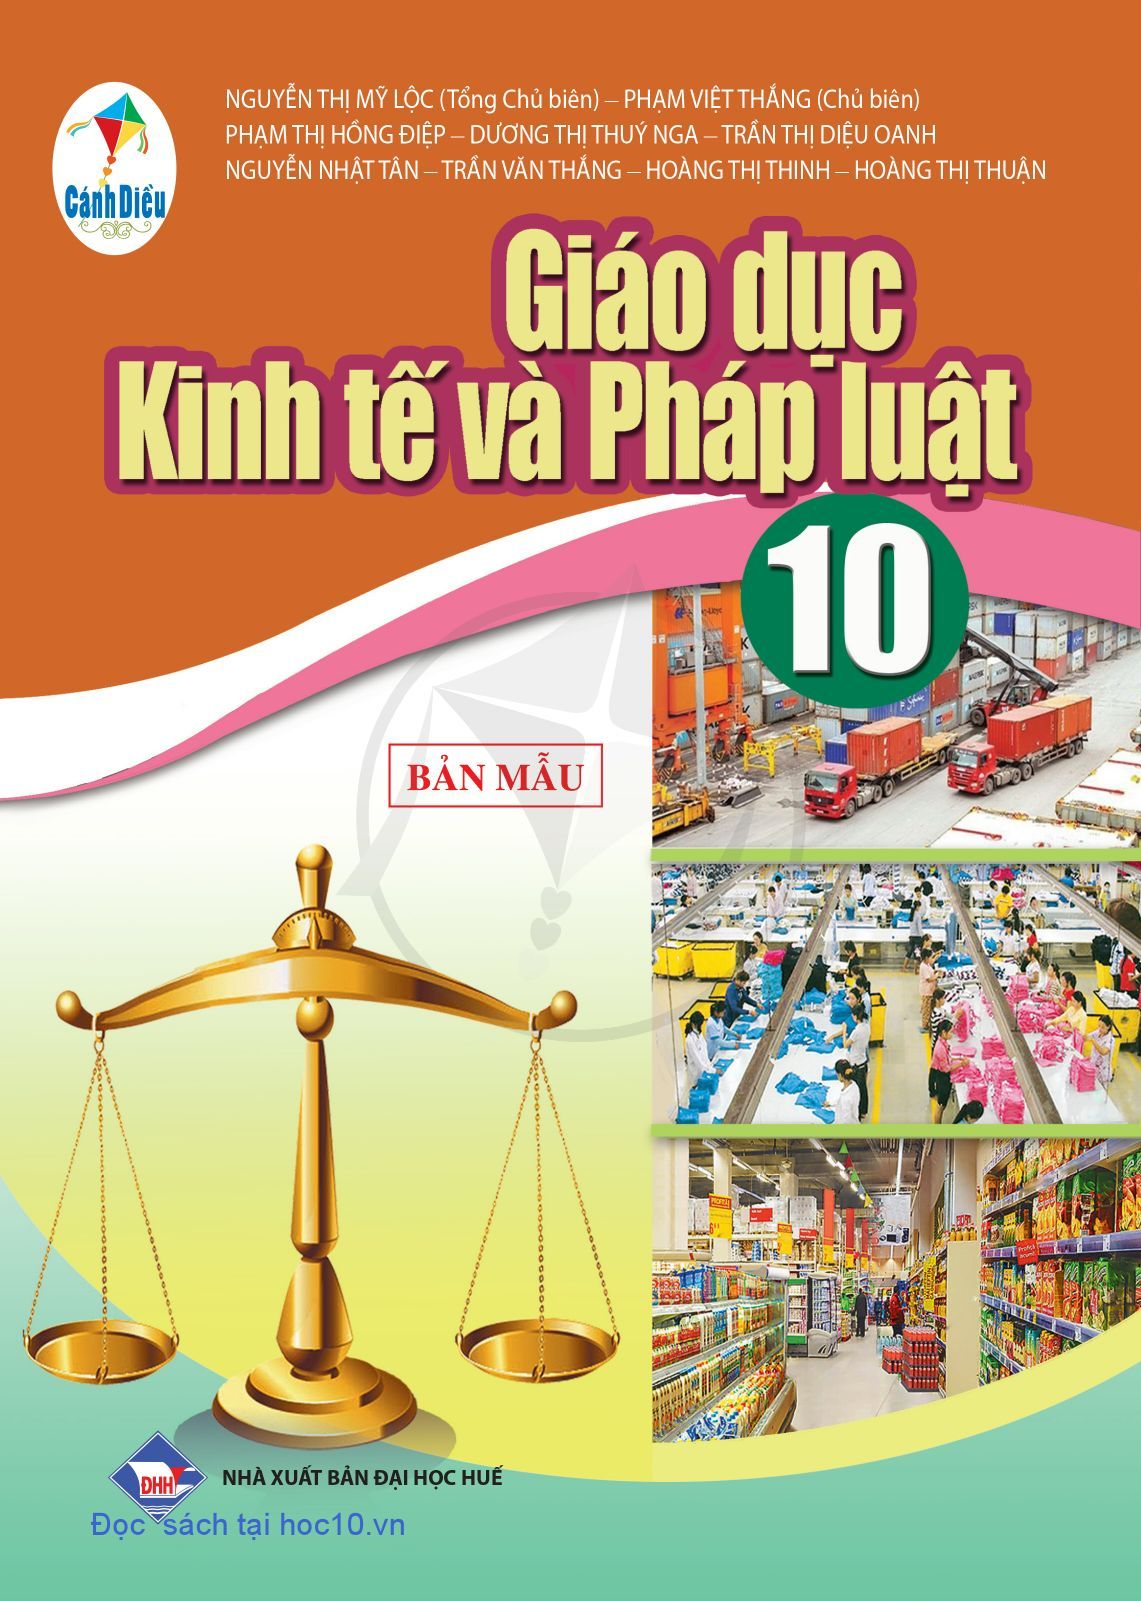 NGUYỄN THỊ MỸ LỘC (Tổng Chủ biên) – PHẠM VIỆT THẮNG (Chủ biên)
PHẠM THỊ HỒNG ĐIỆP – DƯƠNG THỊ THUÝ NGA – TRẦN THỊ DIỆU OANH
NGUYỄN NHẬT TÂN – TRẦN VĂN THẮNG – HOÀNG THỊ THINH – HOÀNG THỊ THUẬN
Cánh Diều
Giáo dục
Kinh tế và Pháp luật
10
BẢN MẪU
ĐHH
NHÀ XUẤT BẢN ĐẠI HỌC HUẾ
Đọc sách tại hoc10.vn